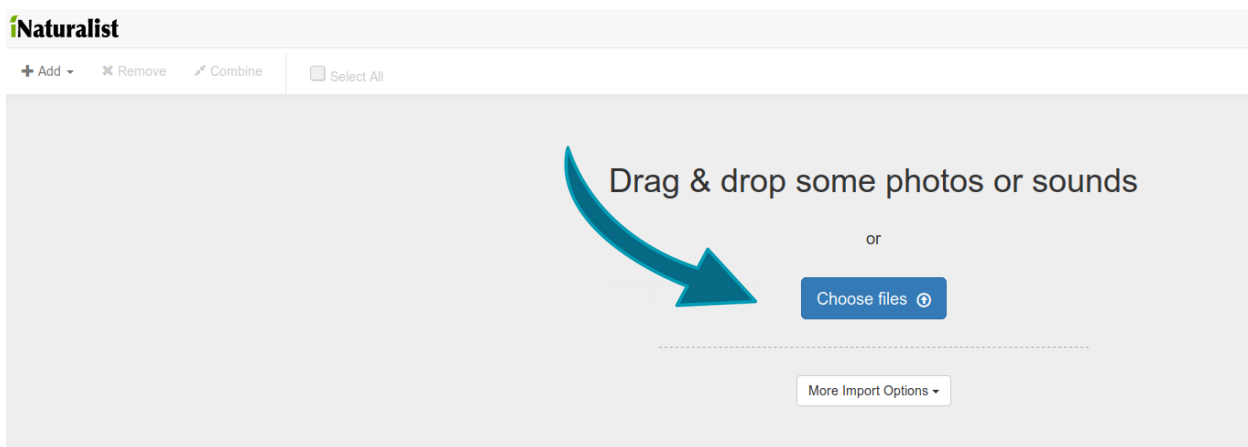 iNaturalist
Add Remove Combine Select All
Drag & drop some photos or sounds
or
Choose files
More Import Options